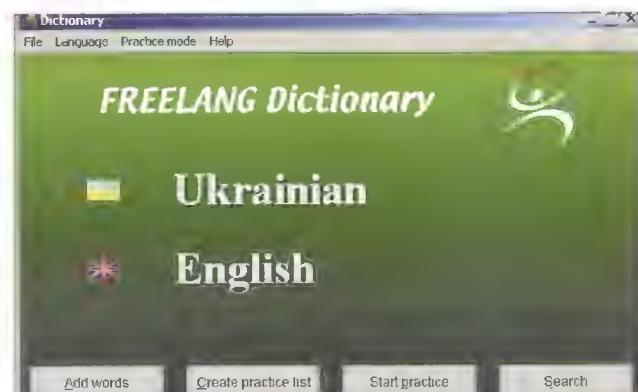 Dictionary
File Language Practice mode Help
FREELANG Dictionary
Ukrainian
English
Add words Create practice list Start practice Search